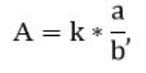 A = k * a/b,